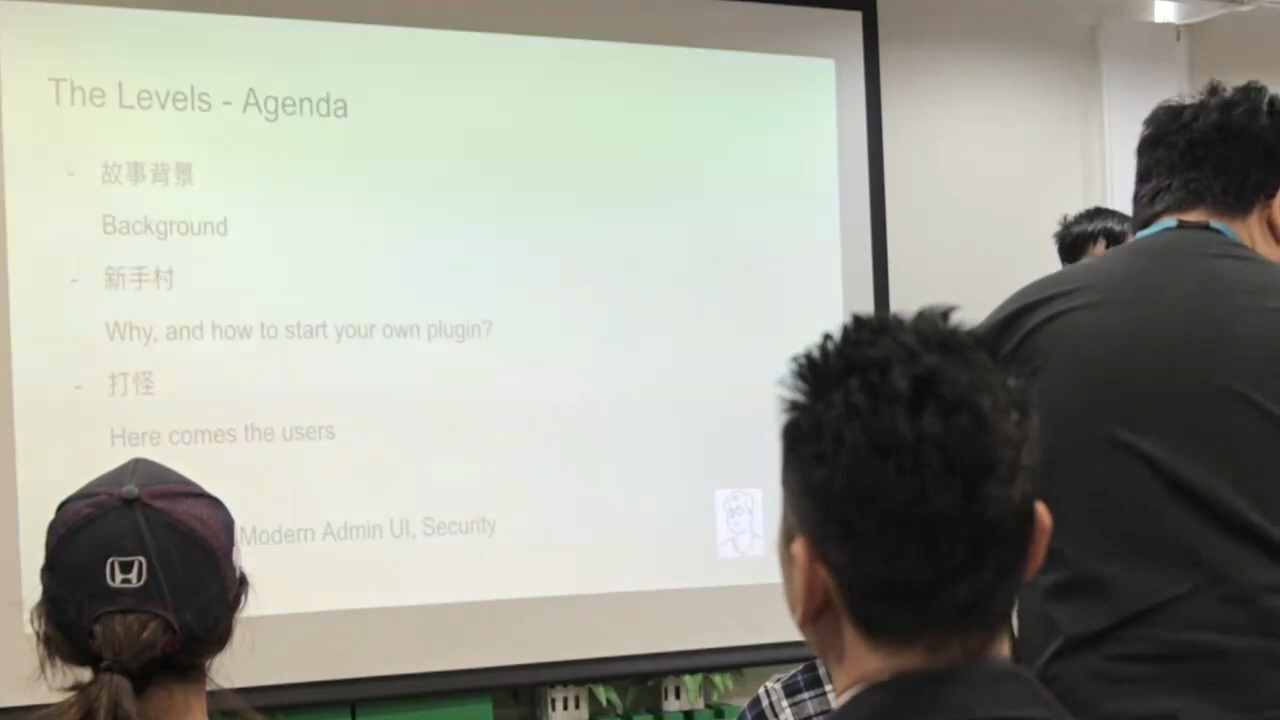 The Levels - Agenda
- 故事背景
Background
- 新手村
Why, and how to start your own plugin?
- 打怪
Here comes the users
Modern Admin UI, Security